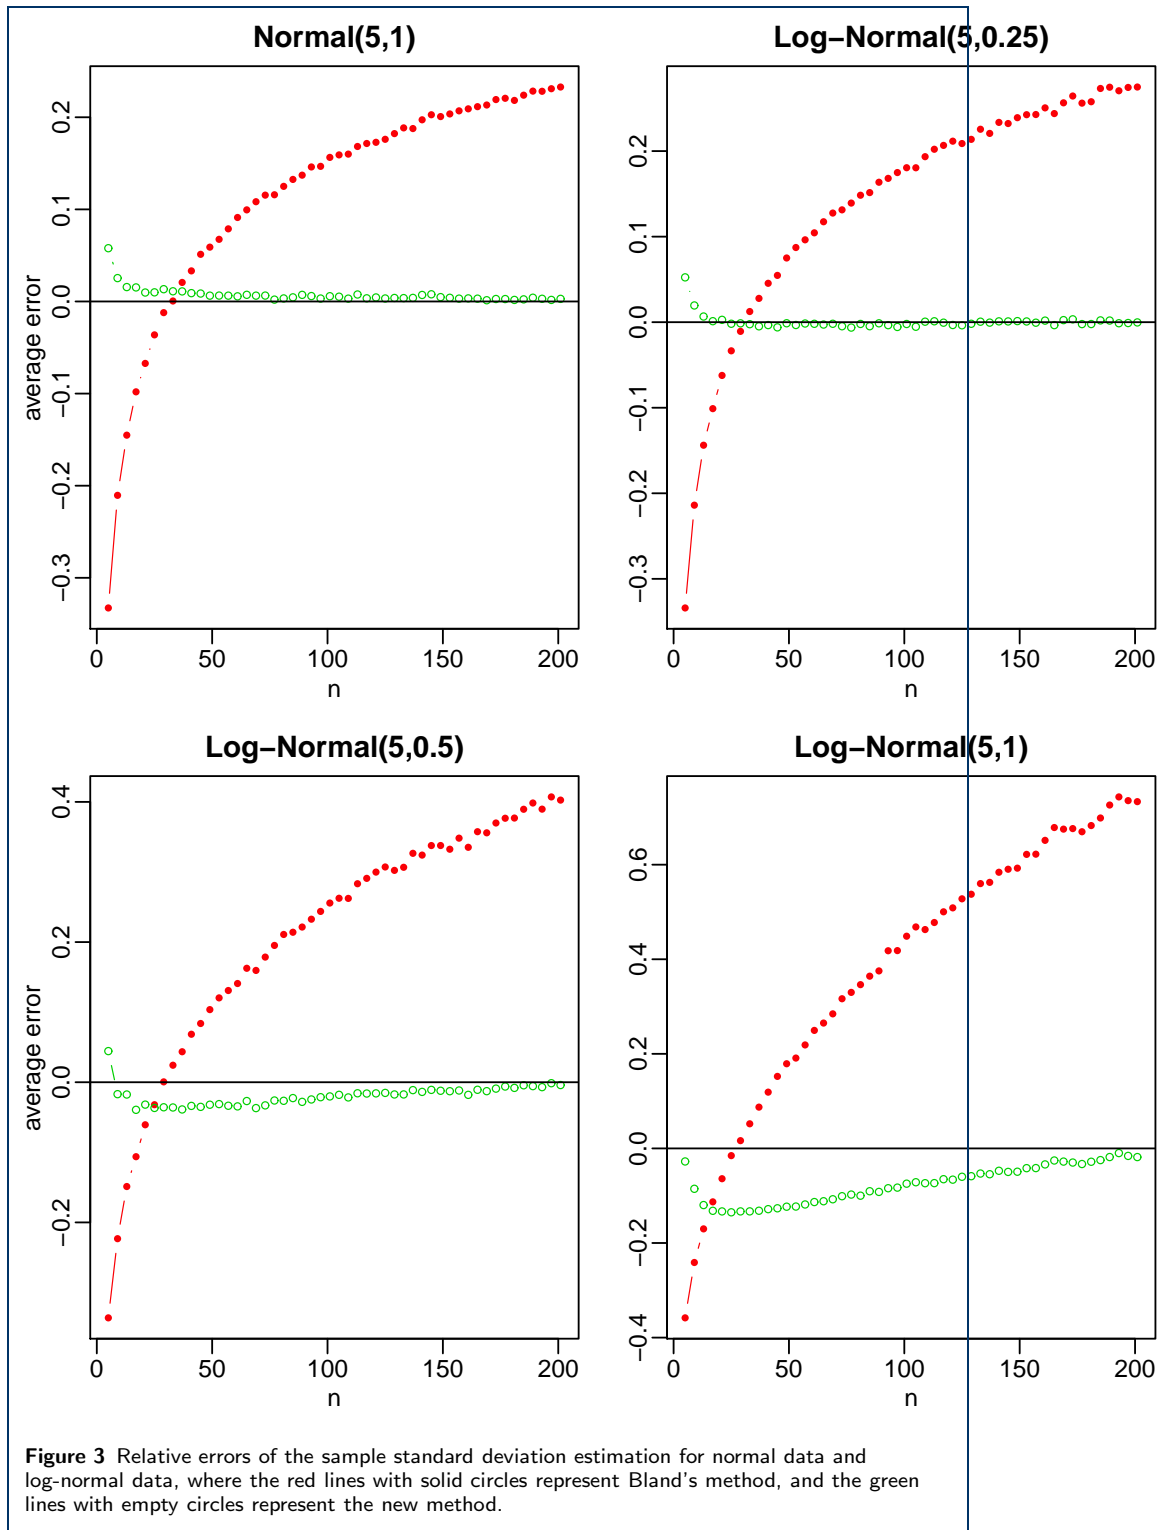 Normal(5,1)
average error
0.2
0.1
0.0
−0.1
−0.2
−0.3
0 50 100 150 200
n
Log−Normal(5,0.25)
0.2
0.1
0.0
−0.1
−0.2
−0.3
0 50 100 150 200
n
Log−Normal(5,0.5)
average error
0.4
0.2
0.0
−0.2
0 50 100 150 200
n
Log−Normal(5,1)
0.6
0.4
0.2
0.0
−0.2
−0.4
0 50 100 150 200
n
Figure 3 Relative errors of the sample standard deviation estimation for normal data and
log-normal data, where the red lines with solid circles represent Bland's method, and the green
lines with empty circles represent the new method.